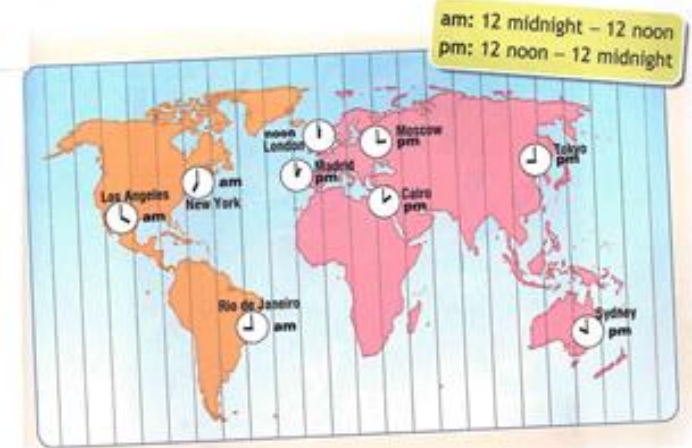 am: 12 midnight – 12 noon
pm: 12 noon – 12 midnight
noon
London
Moscow
pm
Madrid
pm
Tokyo
pm
am
New York
Los Angeles
am
Cairo
pm
Rio de Janeiro
am
Sydney
pm